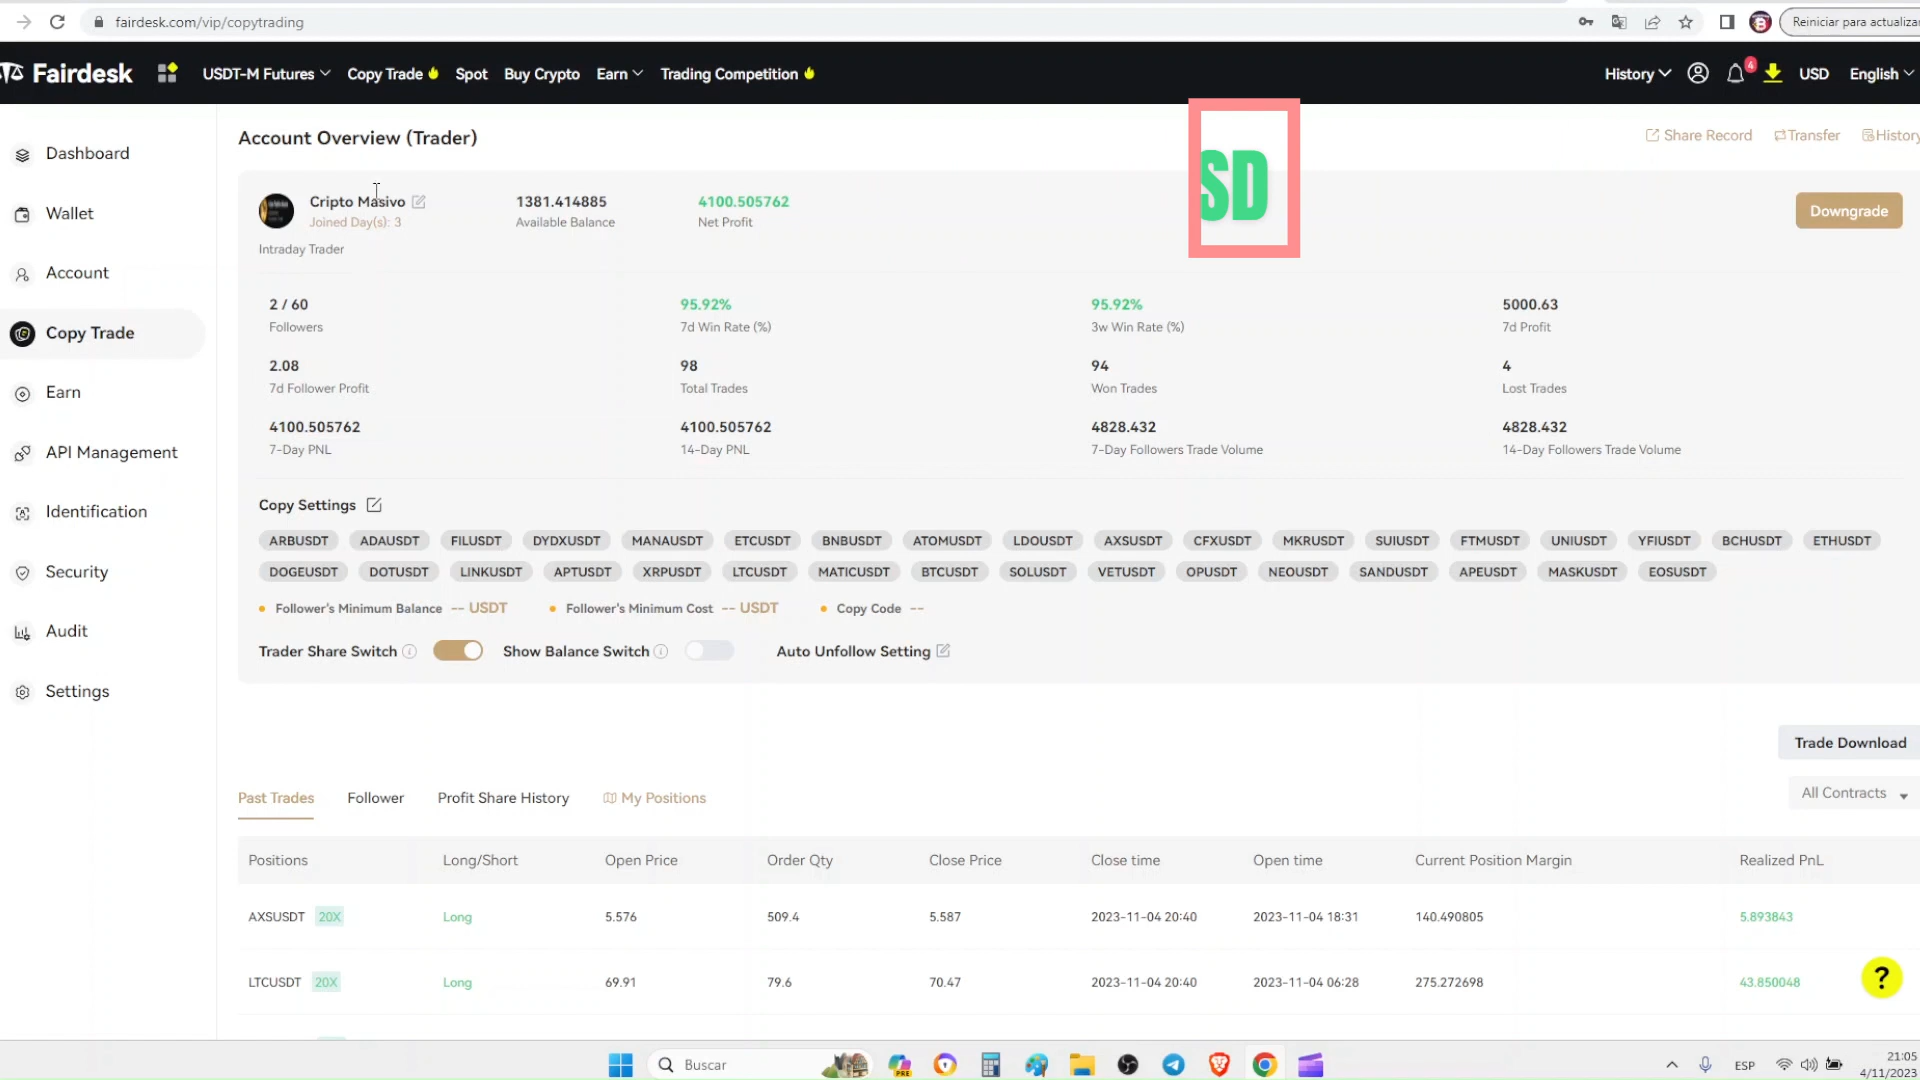 fairdesk.com/vip/copytrading
Reiniciar para actualizar
Fairdesk USDT-M Futures Copy Trade Spot Buy Crypto Earn Trading Competition History 4 USD English
Dashboard
Wallet
Account
Copy Trade
Earn
API Management
Identification
Security
Audit
Settings
Account Overview (Trader)
Share Record Transfer History
SD
Cripto Masivo 1381.414885 4100.505762 Downgrade
Joined Day(s): 3 Available Balance Net Profit
Intraday Trader
2 / 60 95.92% 95.92% 5000.63
Followers 7d Win Rate (%) 3w Win Rate (%) 7d Profit
2.08 98 94 4
7d Follower Profit Total Trades Won Trades Lost Trades
4100.505762 4100.505762 4828.432 4828.432
7-Day PNL 14-Day PNL 7-Day Followers Trade Volume 14-Day Followers Trade Volume
Copy Settings
ARBUSDT ADAUSDT FILUSDT DYDXUSDT MANAUSDT ETCUSDT BNBUSDT ATOMUSDT LDOUSDT AXSUSDT CFXUSDT MKRUSDT SUIUSDT FTMUSDT UNIUSDT YFIUSDT BCHUSDT ETHUSDT
DOGEUSDT DOTUSDT LINKUSDT APTUSDT XRPUSDT LTCUSDT MATICUSDT BTCUSDT SOLUSDT VETUSDT OPUSDT NEOUSDT SANDUSDT APEUSDT MASKUSDT EOSUSDT
Follower's Minimum Balance -- USDT Follower's Minimum Cost -- USDT Copy Code --
Trader Share Switch Show Balance Switch Auto Unfollow Setting
Trade Download
Past Trades Follower Profit Share History My Positions All Contracts
Positions Long/Short Open Price Order Qty Close Price Close time Open time Current Position Margin Realized PnL
AXSUSDT 20X Long 5.576 509.4 5.587 2023-11-04 20:40 2023-11-04 18:31 140.490805 5.893843
LTCUSDT 20X Long 69.91 79.6 70.47 2023-11-04 20:40 2023-11-04 06:28 275.272698 43.850048
?
Buscar PRE ESP 21:05
4/11/2023